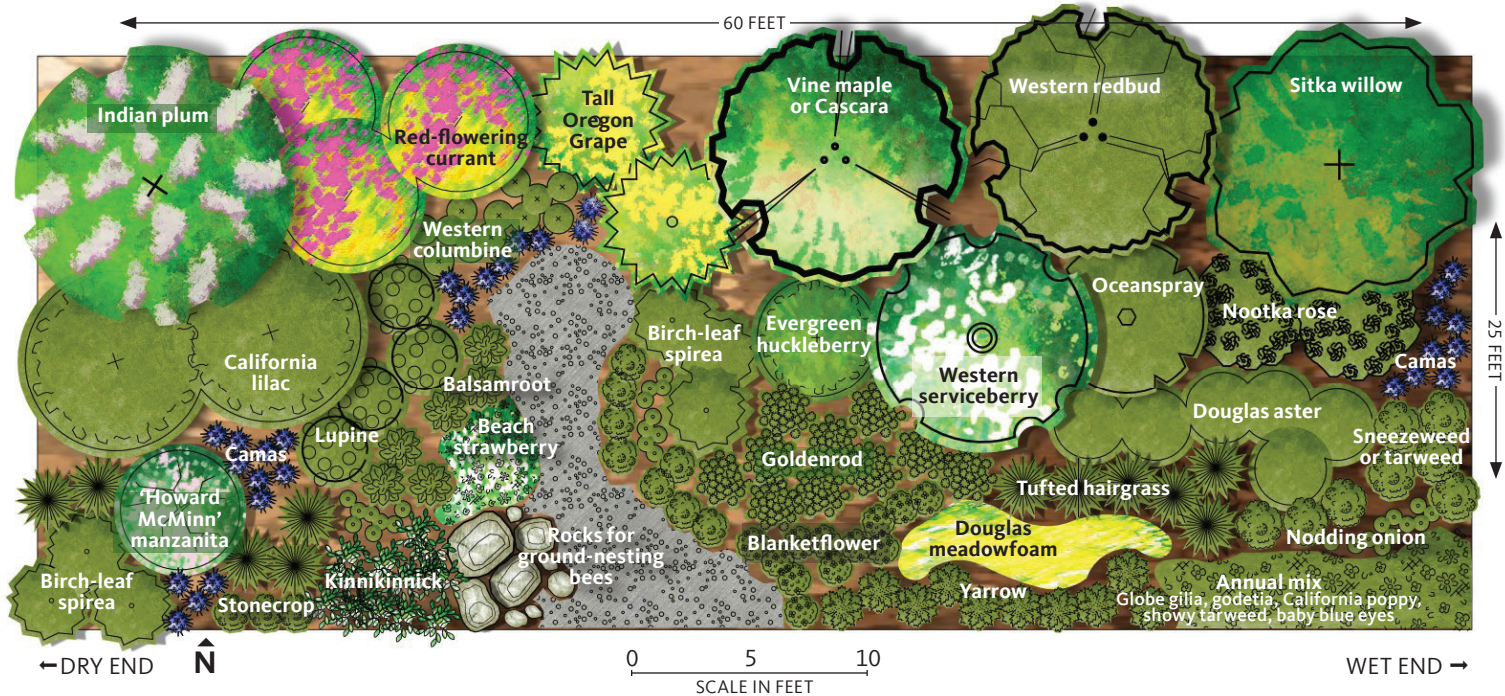 60 FEET
Indian plum
Red-flowering
currant
Tall
Oregon
Grape
Vine maple
or Cascara
Western redbud
Sitka willow
Western
columbine
California
lilac
Balsamroot
Birch-leaf
spirea
Evergreen
huckleberry
Western
serviceberry
Oceanspray
Nootka rose
Camas
25 FEET
Lupine
Camas
Beach
strawberry
Goldenrod
Douglas aster
Sneezeweed
or tarweed
Tufted hairgrass
'Howard
McMinn'
manzanita
Rocks for
ground-nesting
bees
Blanketflower
Douglas
meadowfoam
Nodding onion
Birch-leaf
spirea
Stonecrop
Kinnikinnick
Yarrow
Annual mix
Globe gilia, godetia, California poppy,
showy tarweed, baby blue eyes
←DRY END
N
0 5 10
SCALE IN FEET
WET END →